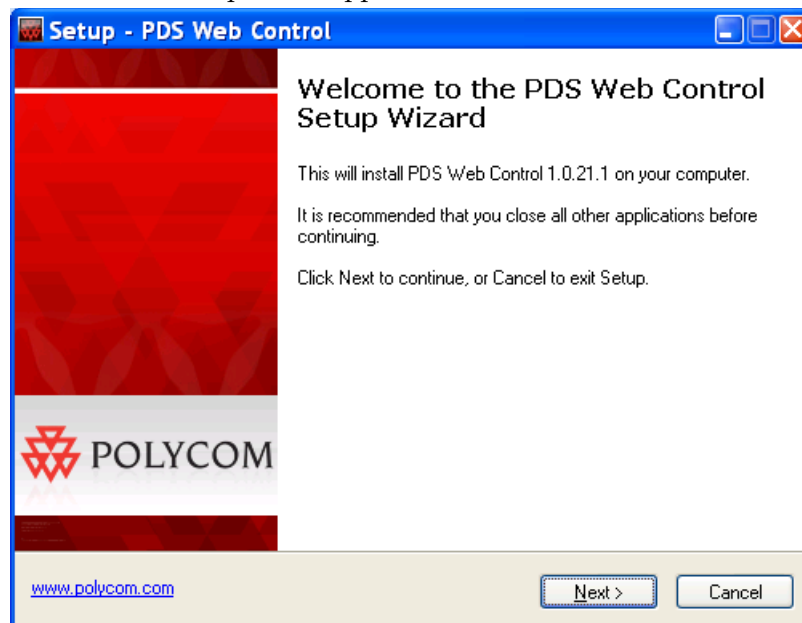 Setup - PDS Web Control
Welcome to the PDS Web Control
Setup Wizard
This will install PDS Web Control 1.0.21.1 on your computer.
It is recommended that you close all other applications before
continuing.
Click Next to continue, or Cancel to exit Setup.
POLYCOM
www.polycom.com
Next >
Cancel